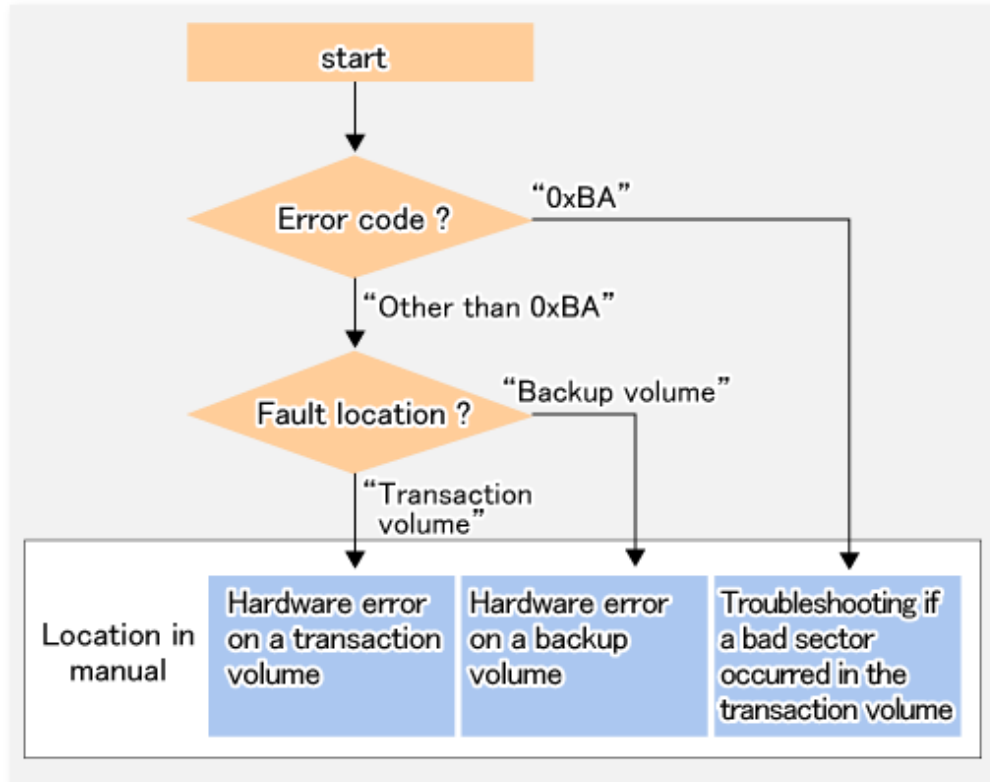 start
Error code ?
“0xBA”
“Other than 0xBA”
Fault location ?
“Backup volume”
“Transaction
volume”
Location in
manual
Hardware error
on a transaction
volume
Hardware error
on a backup
volume
Troubleshooting if
a bad sector
occurred in the
transaction volume